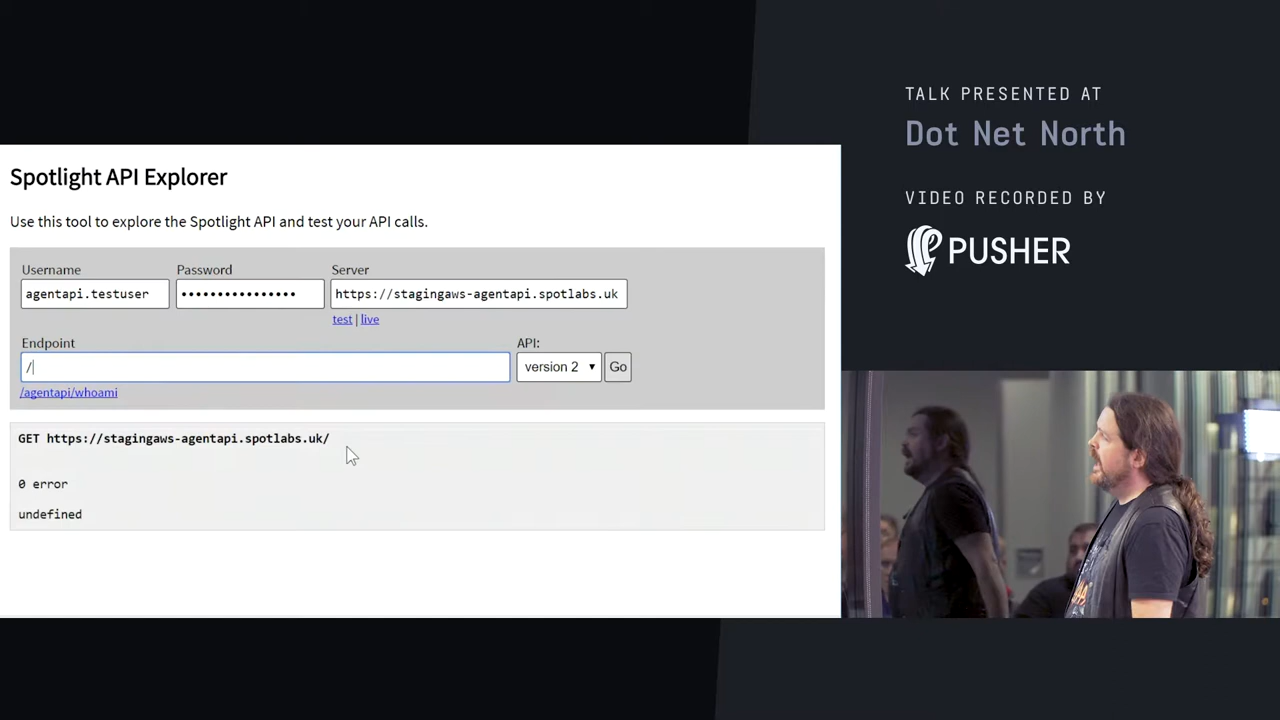 TALK PRESENTED AT
Dot Net North
VIDEO RECORDED BY
PUSHER
Spotlight API Explorer
Use this tool to explore the Spotlight API and test your API calls.
Username Password Server
agentapi.testuser •••••••••••••••• https://stagingaws-agentapi.spotlabs.uk
test | live
Endpoint API:
/ version 2 Go
/agentapi/whoami
GET https://stagingaws-agentapi.spotlabs.uk/
0 error
undefined